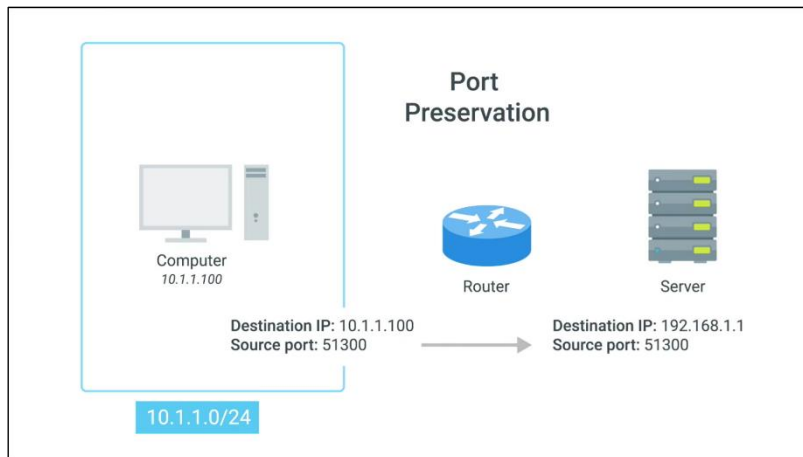 Port
Preservation
Computer
10.1.1.100
Router
Server
Destination IP: 10.1.1.100
Source port: 51300
Destination IP: 192.168.1.1
Source port: 51300
10.1.1.0/24